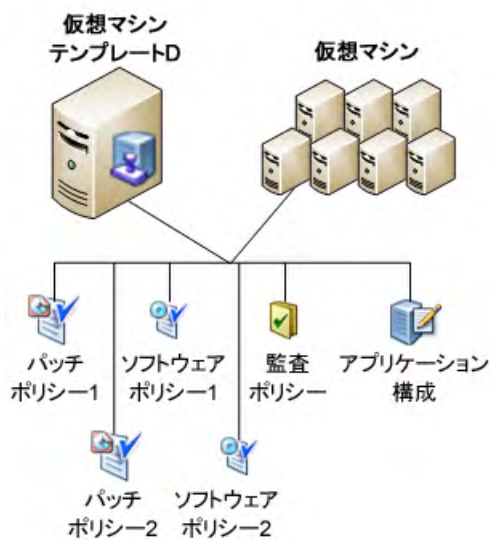 仮想マシン
テンプレートD
仮想マシン
パッチ
ポリシー1
ソフトウェア
ポリシー1
監査
ポリシー
アプリケーション
構成
パッチ
ポリシー2
ソフトウェア
ポリシー2